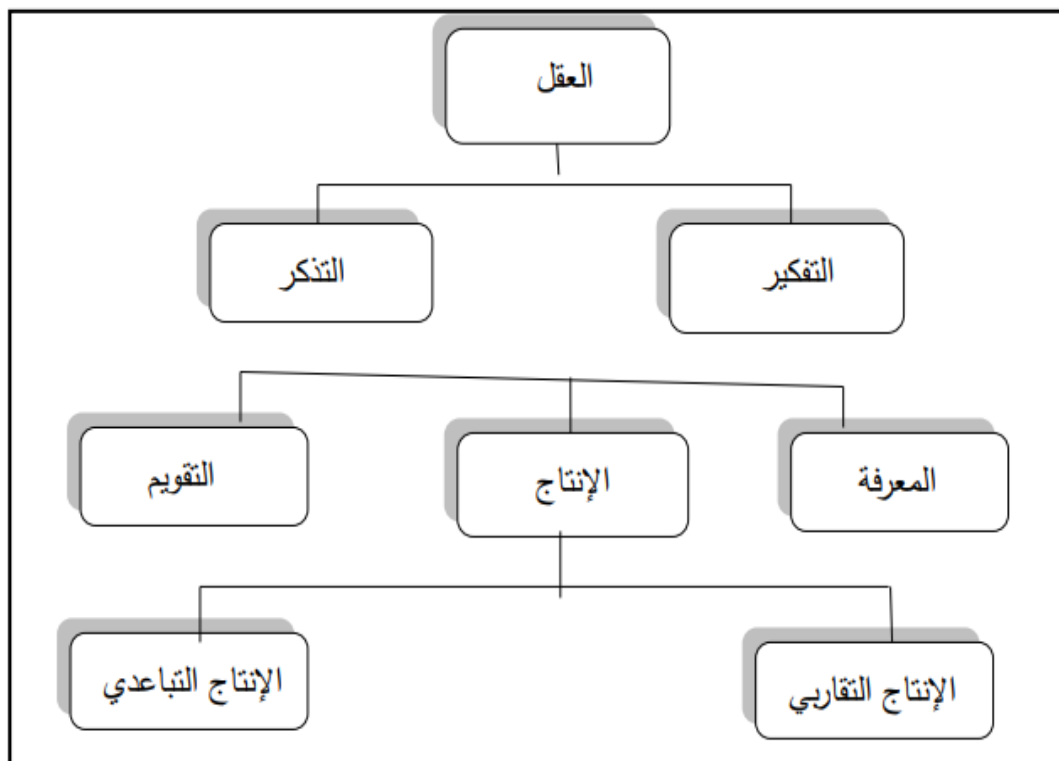 العقل
التفكير
التذكر
المعرفة
الإنتاج
التقويم
الإنتاج التقاربي
الإنتاج التباعدي